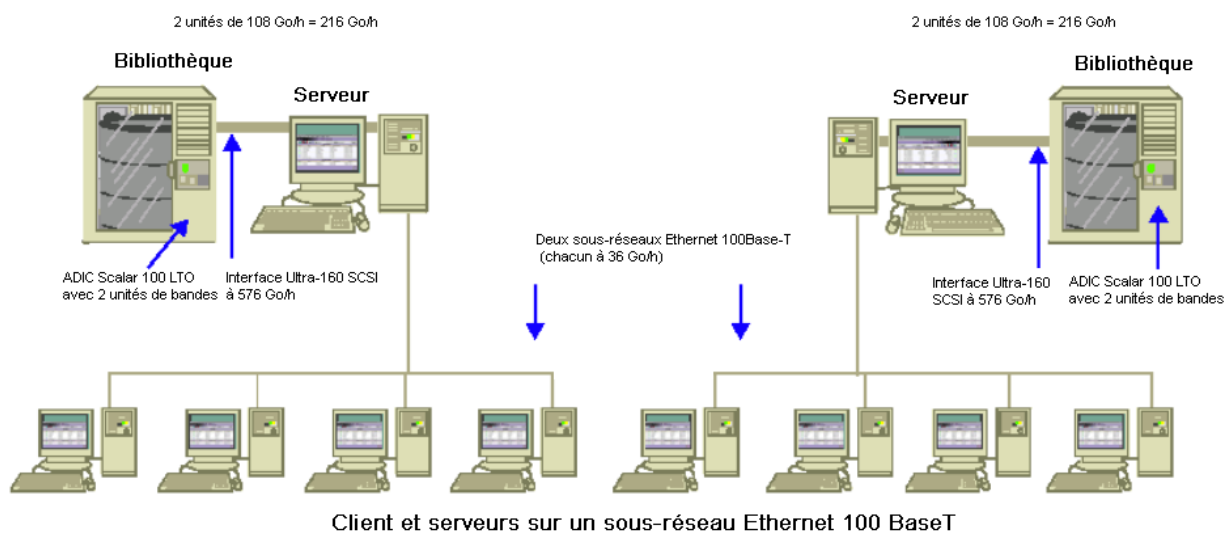 2 unités de 108 Go/h = 216 Go/h
2 unités de 108 Go/h = 216 Go/h
Bibliothèque
Bibliothèque
Serveur
Serveur
Deux sous-réseaux Ethernet 100Base-T
(chacun à 36 Go/h)
ADIC Scalar 100 LTO
avec 2 unités de bandes
Interface Ultra-160 SCSI
à 576 Go/h
Interface Ultra-160
SCSI à 576 Go/h
ADIC Scalar 100 LTO
avec 2 unités de bandes
Client et serveurs sur un sous-réseau Ethernet 100 BaseT